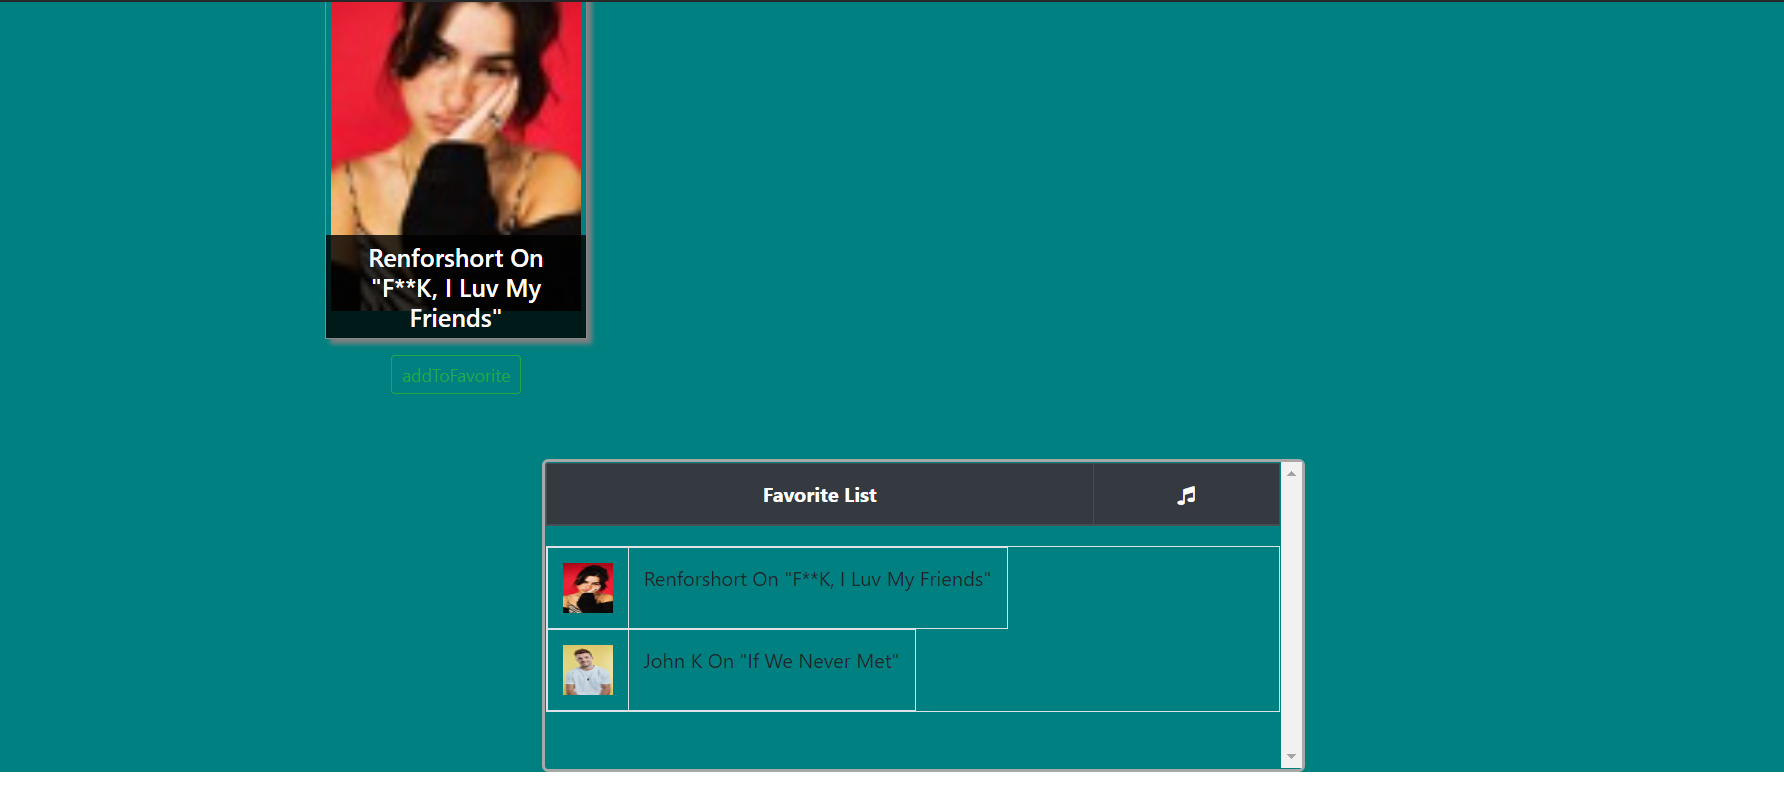 Renforshort On
"F**K, I Luv My
Friends"
addToFavorite
Favorite List
Renforshort On "F**K, I Luv My Friends"
John K On "If We Never Met"